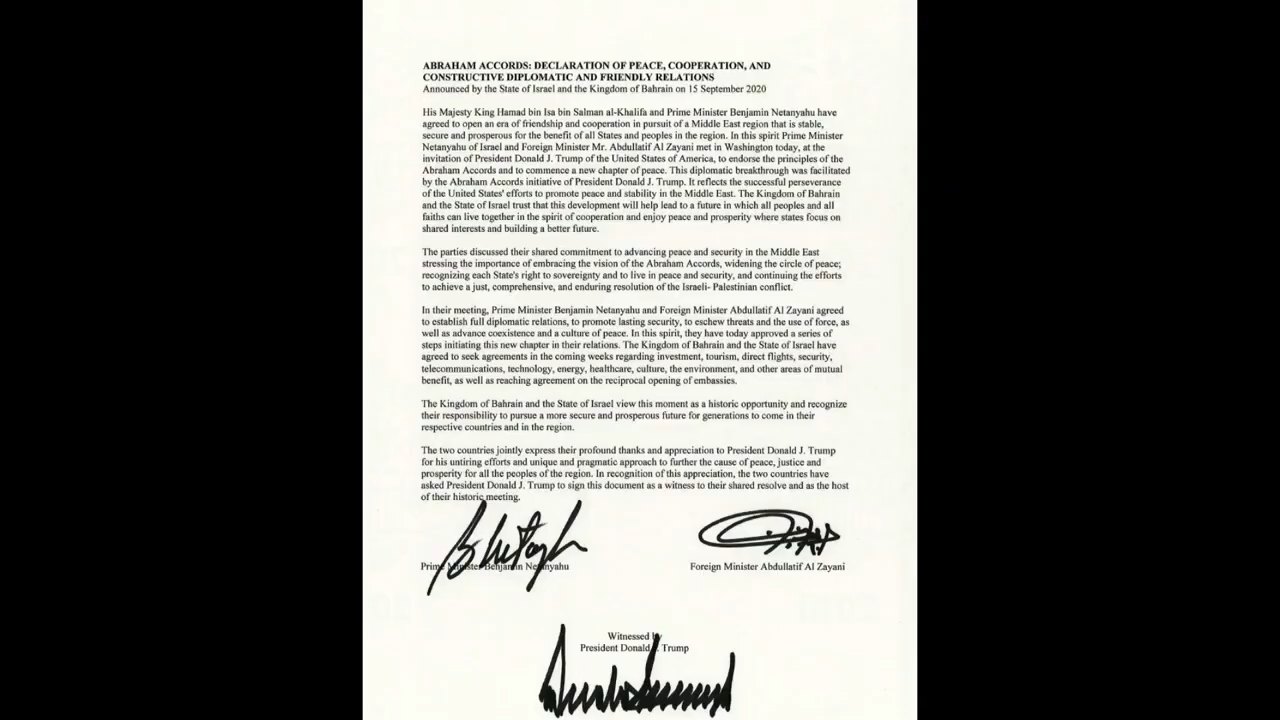 ABRAHAM ACCORDS: DECLARATION OF PEACE, COOPERATION, AND
CONSTRUCTIVE DIPLOMATIC AND FRIENDLY RELATIONS
Announced by the State of Israel and the Kingdom of Bahrain on 15 September 2020
His Majesty King Hamad bin Isa bin Salman al-Khalifa and Prime Minister Benjamin Netanyahu have
agreed to open an era of friendship and cooperation in pursuit of a Middle East region that is stable,
secure and prosperous for the benefit of all States and peoples in the region. In this spirit Prime Minister
Netanyahu of Israel and Foreign Minister Mr. Abdullatif Al Zayani met in Washington today, at the
invitation of President Donald J. Trump of the United States of America, to endorse the principles of the
Abraham Accords and to commence a new chapter of peace. This diplomatic breakthrough was facilitated
by the Abraham Accords initiative of President Donald J. Trump. It reflects the successful perseverance
of the United States' efforts to promote peace and stability in the Middle East. The Kingdom of Bahrain
and the State of Israel trust that this development will help lead to a future in which all peoples and all
faiths can live together in the spirit of cooperation and enjoy peace and prosperity where states focus on
shared interests and building a better future.
The parties discussed their shared commitment to advancing peace and security in the Middle East
stressing the importance of embracing the vision of the Abraham Accords, widening the circle of peace;
recognizing each State's right to sovereignty and to live in peace and security, and continuing the efforts
to achieve a just, comprehensive, and enduring resolution of the Israeli- Palestinian conflict.
In their meeting, Prime Minister Benjamin Netanyahu and Foreign Minister Abdullatif Al Zayani agreed
to establish full diplomatic relations, to promote lasting security, to eschew threats and the use of force, as
well as advance coexistence and a culture of peace. In this spirit, they have today approved a series of
steps initiating this new chapter in their relations. The Kingdom of Bahrain and the State of Israel have
agreed to seek agreements in the coming weeks regarding investment, tourism, direct flights, security,
telecommunications, technology, energy, healthcare, culture, the environment, and other areas of mutual
benefit, as well as reaching agreement on the reciprocal opening of embassies.
The Kingdom of Bahrain and the State of Israel view this moment as a historic opportunity and recognize
their responsibility to pursue a more secure and prosperous future for generations to come in their
respective countries and in the region.
The two countries jointly express their profound thanks and appreciation to President Donald J. Trump
for his untiring efforts and unique and pragmatic approach to further the cause of peace, justice and
prosperity for all the peoples of the region. In recognition of this appreciation, the two countries have
asked President Donald J. Trump to sign this document as a witness to their shared resolve and as the host
of their historic meeting.
Prime Minister Benjamin Netanyahu
Foreign Minister Abdullatif Al Zayani
Witnessed by
President Donald J. Trump